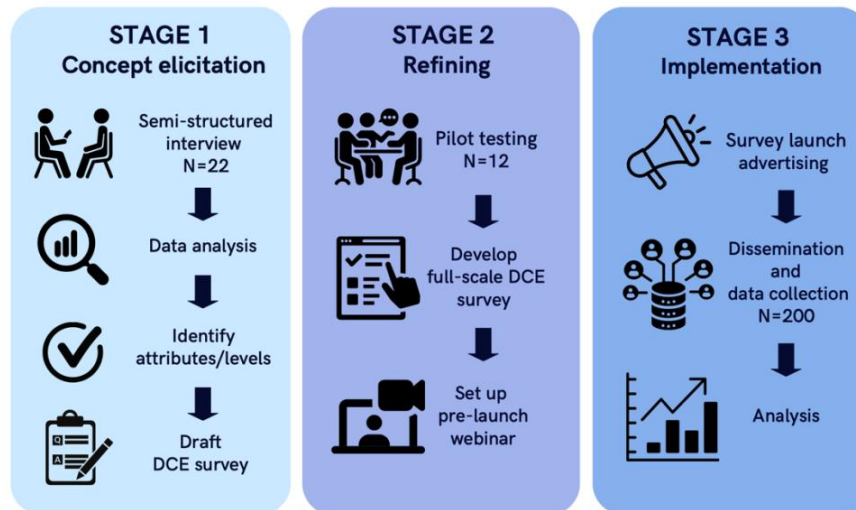 STAGE 1
Concept elicitation
Semi-structured
interview
N=22
Data analysis
Identify
attributes/levels
Q
A
Draft
DCE survey
STAGE 2
Refining
Pilot testing
N=12
Develop
full-scale DCE
survey
Set up
pre-launch
webinar
STAGE 3
Implementation
Survey launch
advertising
Dissemination
and
data collection
N=200
Analysis